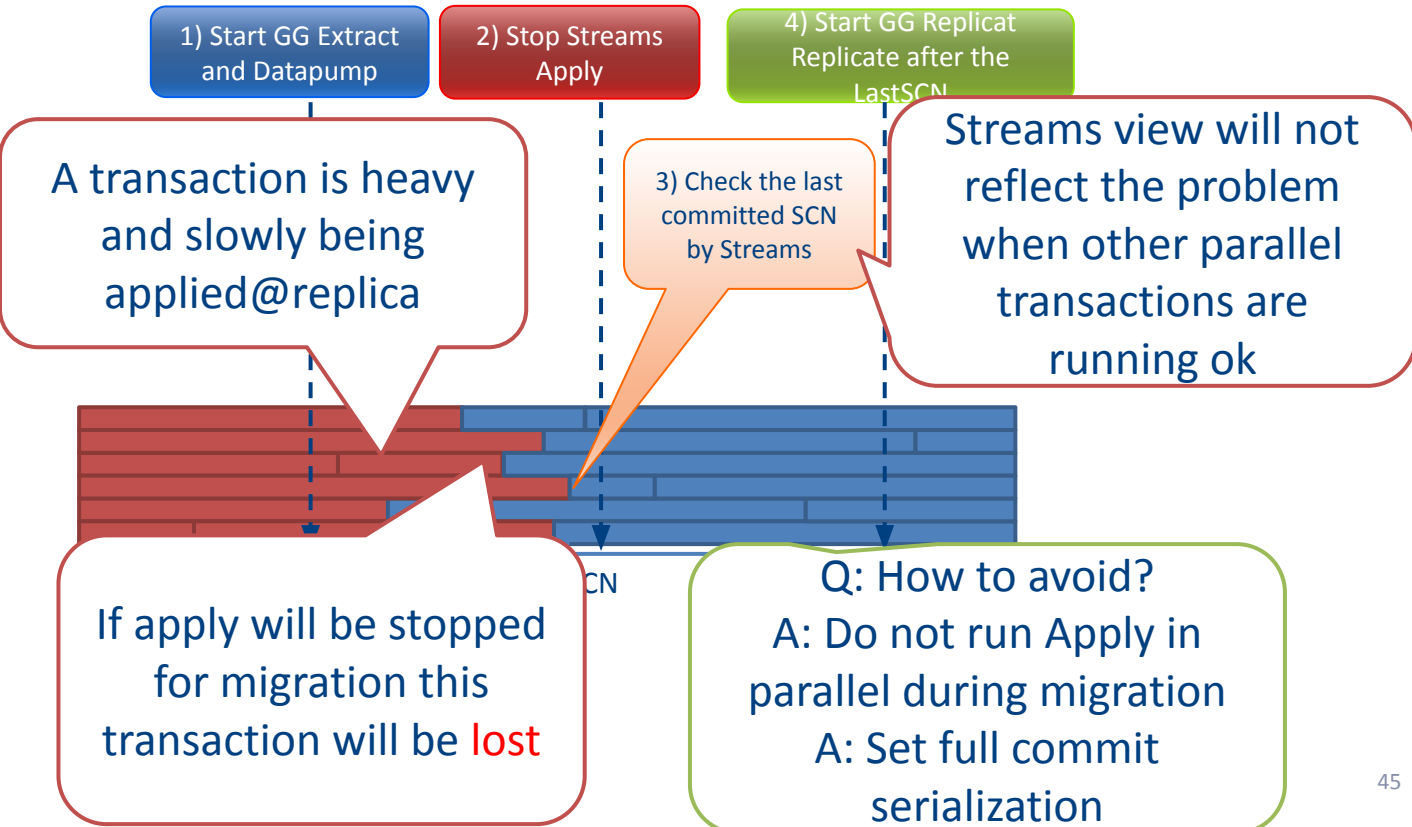 1) Start GG Extract
and Datapump
2) Stop Streams
Apply
4) Start GG Replicat
Replicate after the
LastSCN
A transaction is heavy
and slowly being
applied@replica
3) Check the last
committed SCN
by Streams
Streams view will not
reflect the problem
when other parallel
transactions are
running ok
CN
If apply will be stopped
for migration this
transaction will be lost
Q: How to avoid?
A: Do not run Apply in
parallel during migration
A: Set full commit
serialization
45